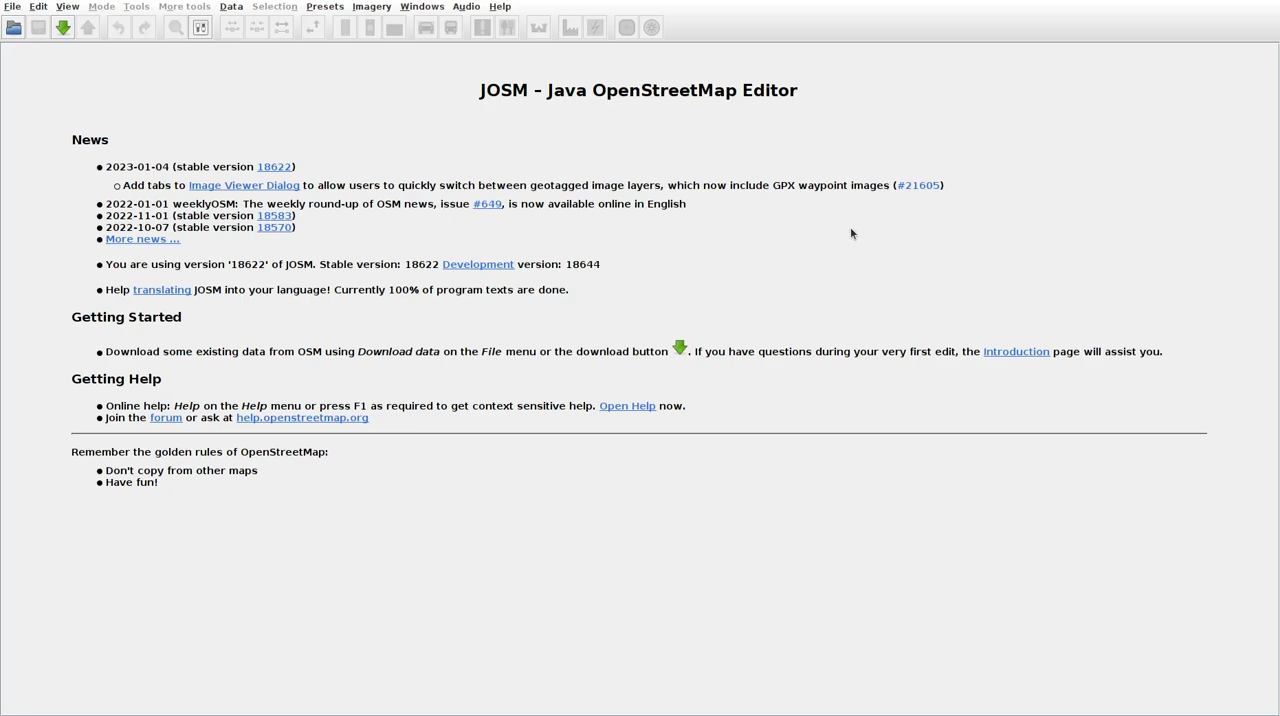 File Edit View Mode Tools More tools Data Selection Presets Imagery Windows Audio Help
JOSM – Java OpenStreetMap Editor
News
2023-01-04 (stable version 18622)
Add tabs to Image Viewer Dialog to allow users to quickly switch between geotagged image layers, which now include GPX waypoint images (#21605)
2022-01-01 weeklyOSM: The weekly round-up of OSM news, issue #649, is now available online in English
2022-11-01 (stable version 18583)
2022-10-07 (stable version 18570)
More news ...
You are using version '18622' of JOSM. Stable version: 18622 Development version: 18644
Help translating JOSM into your language! Currently 100% of program texts are done.
Getting Started
Download some existing data from OSM using Download data on the File menu or the download button . If you have questions during your very first edit, the Introduction page will assist you.
Getting Help
Online help: Help on the Help menu or press F1 as required to get context sensitive help. Open Help now.
Join the forum or ask at help.openstreetmap.org
Remember the golden rules of OpenStreetMap:
Don't copy from other maps
Have fun!